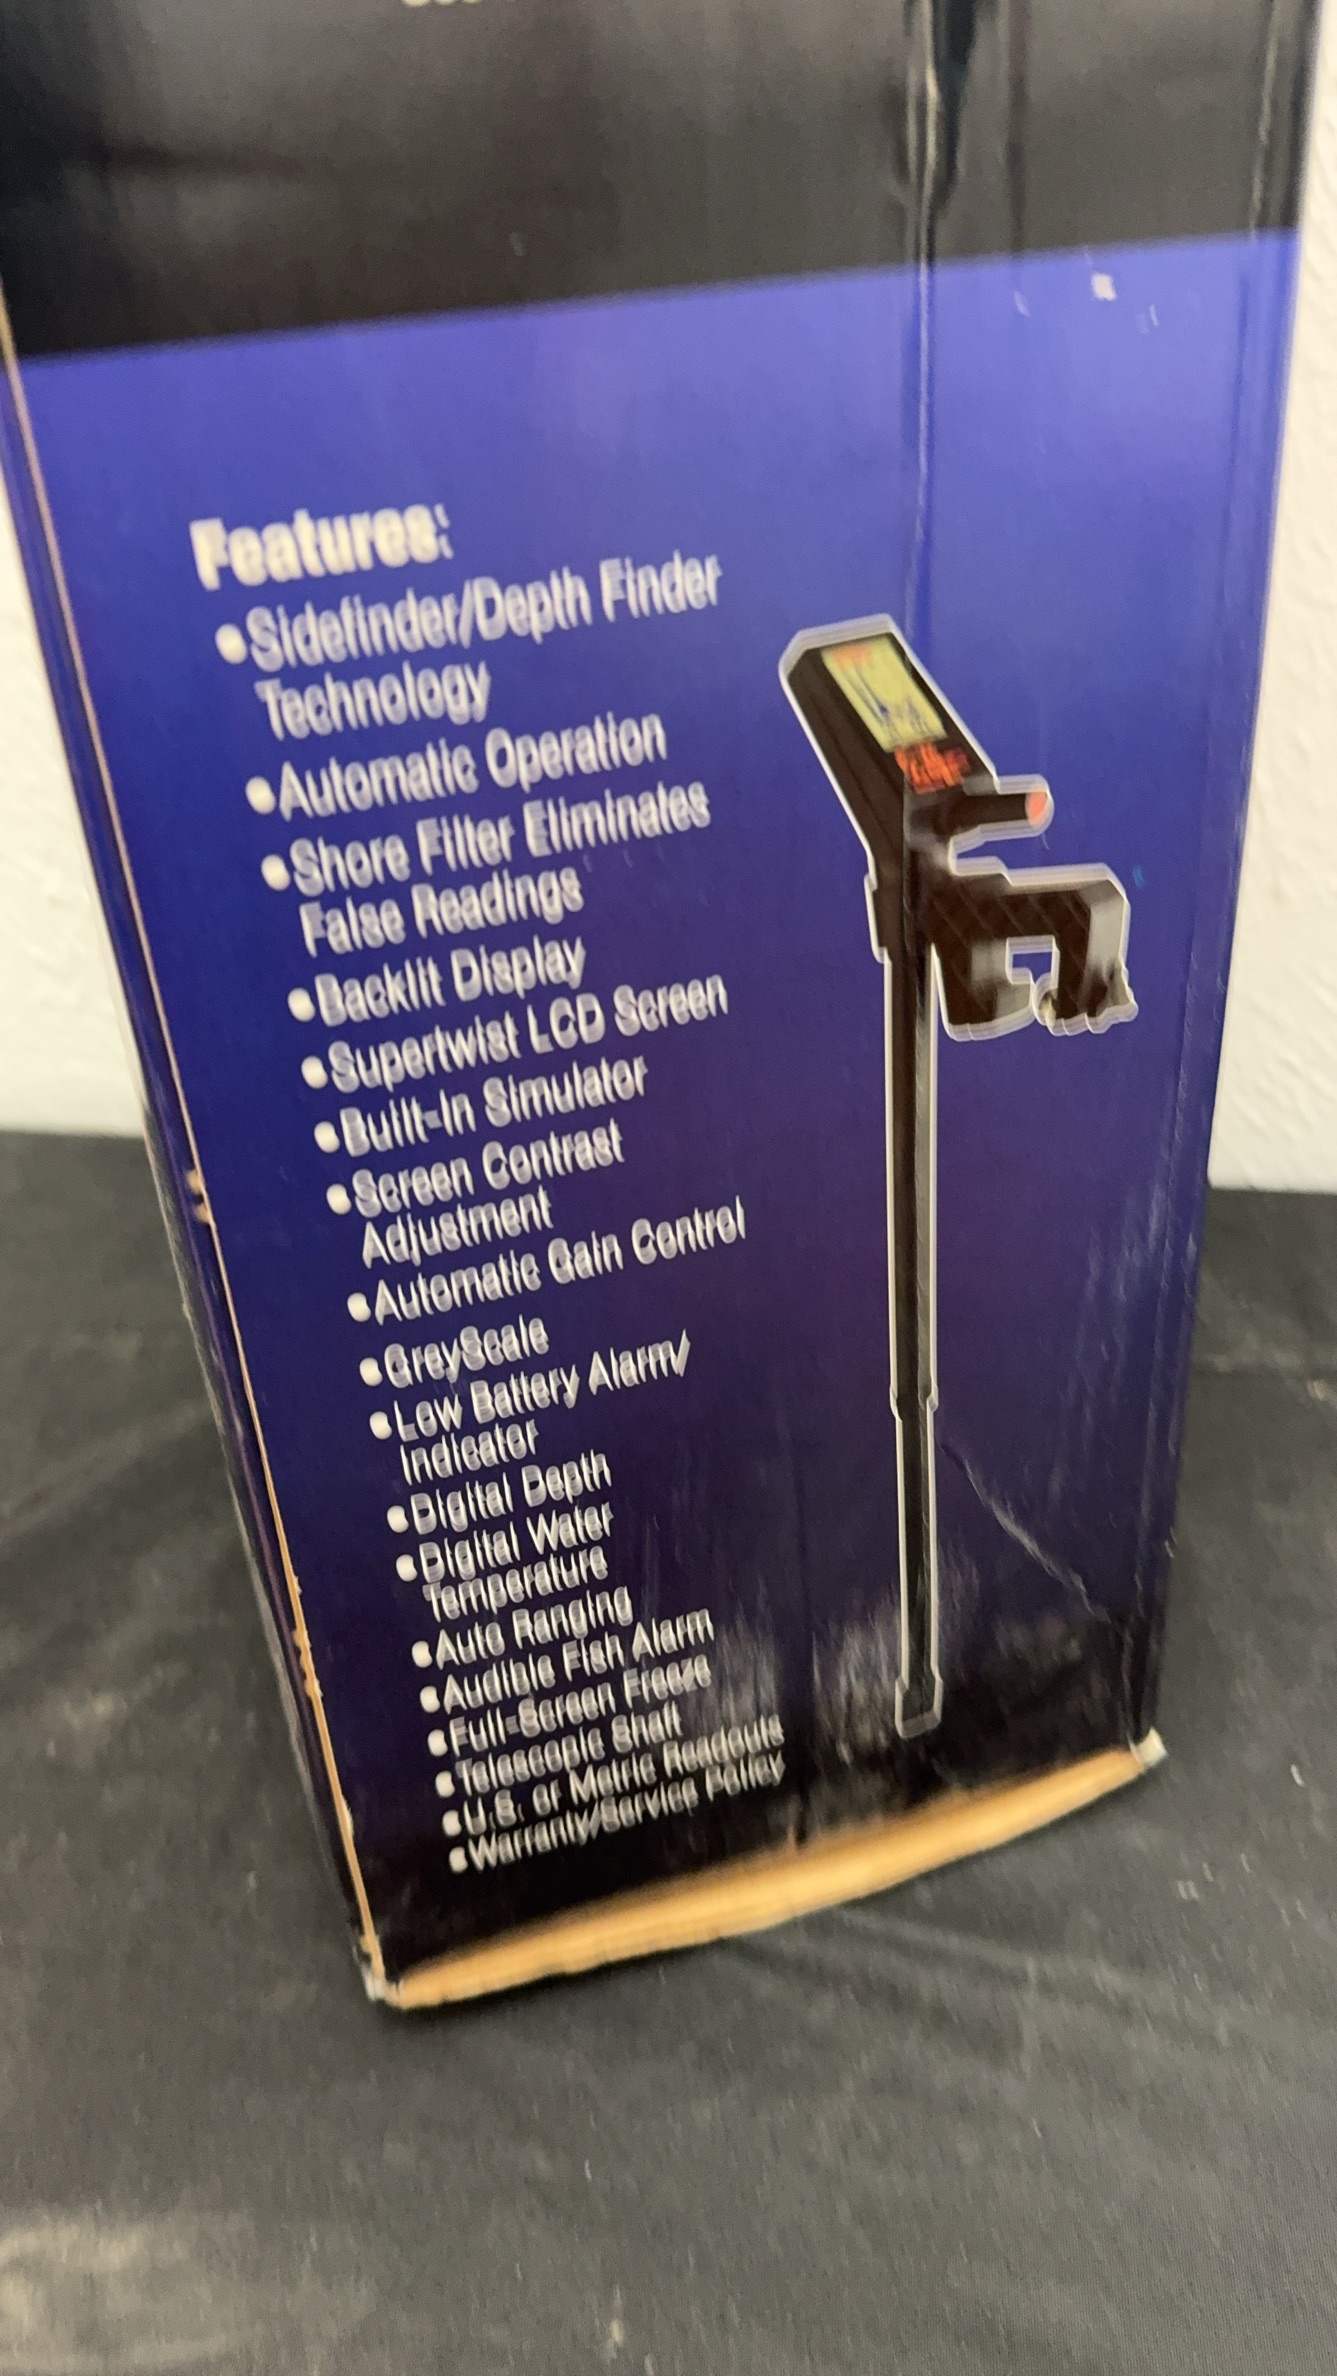 Features:
•Sidefinder/Depth Finder
Technology
•Automatic Operation
•Shore Filter Eliminates
False Readings
•Backlit Display
•Supertwist LCD Screen
•Built-In Simulator
•Screen Contrast
Adjustment
•Automatic Gain Control
•GreyScale
•Low Battery Alarm/
Indicator
•Digital Depth
•Digital Water
Temperature
•Auto Ranging
•Audible Fish Alarm
•Full-Screen Freeze
•Telescopic Shaft
•U.S. or Metric Readouts
•Warranty/Service Policy